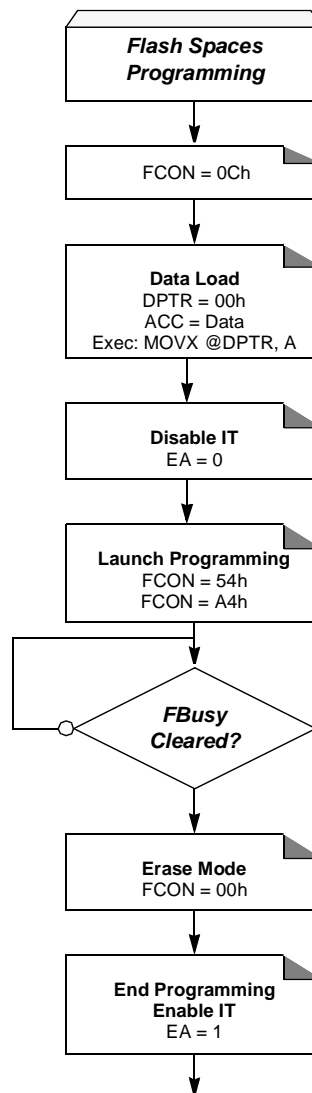 Flash Spaces
Programming
FCON = 0Ch
Data Load
DPTR = 00h
ACC = Data
Exec: MOVX @DPTR, A
Disable IT
EA = 0
Launch Programming
FCON = 54h
FCON = A4h
FBusy
Cleared?
Erase Mode
FCON = 00h
End Programming
Enable IT
EA = 1